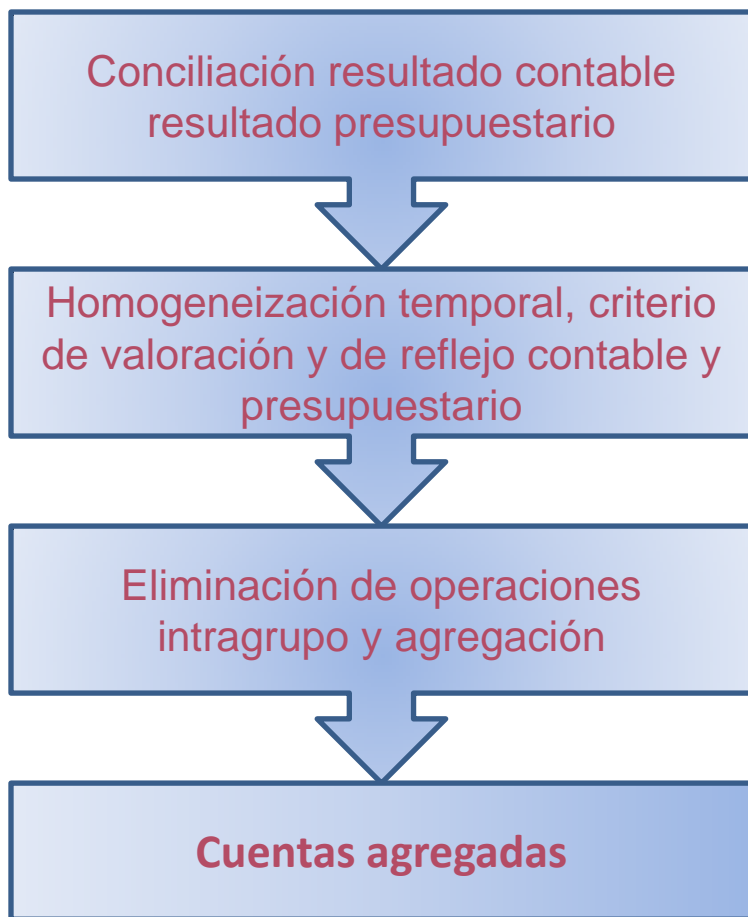 Conciliación resultado contable
resultado presupuestario
Homogeneización temporal, criterio
de valoración y de reflejo contable y
presupuestario
Eliminación de operaciones
intragrupo y agregación
Cuentas agregadas